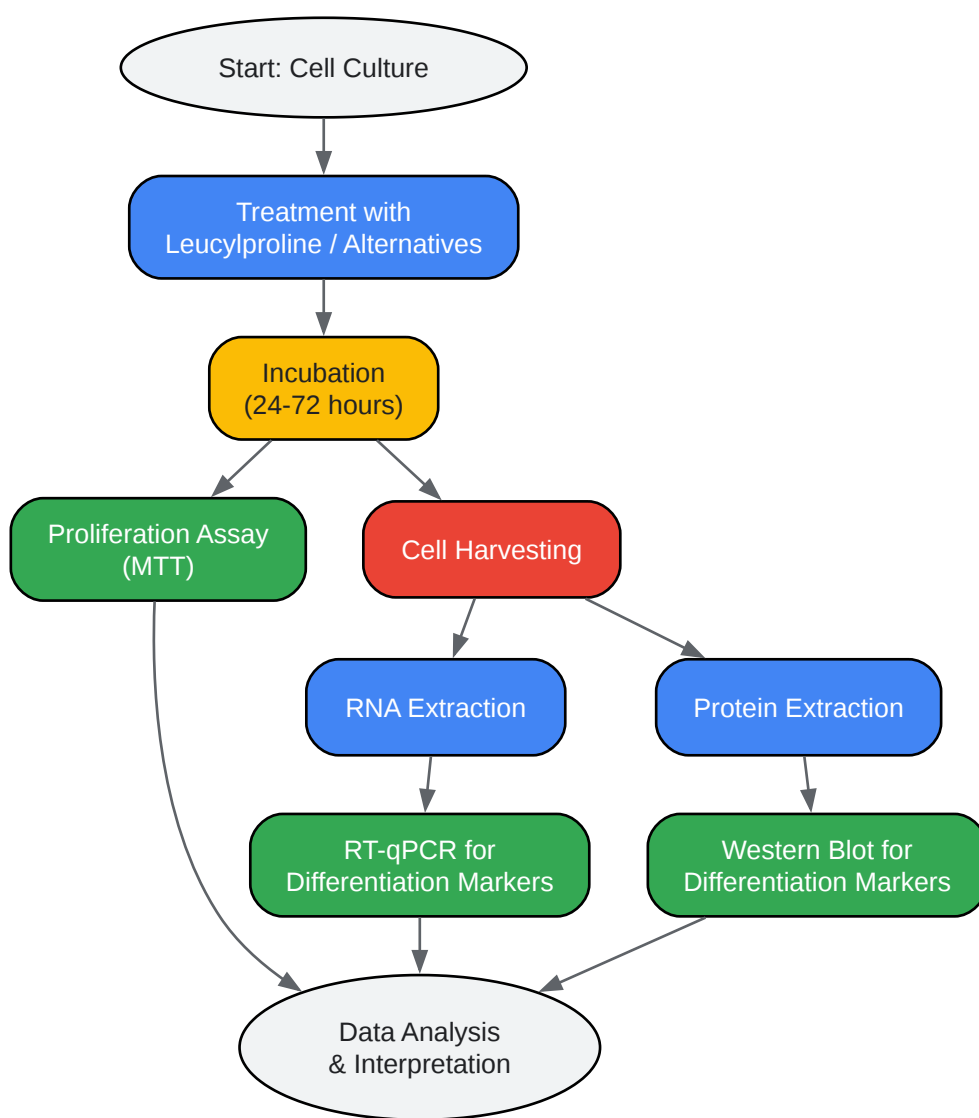 Start: Cell Culture
Treatment with
Leucylproline / Alternatives
Incubation
(24-72 hours)
Proliferation Assay
(MTT)
Cell Harvesting
RNA Extraction
Protein Extraction
RT-qPCR for
Differentiation Markers
Western Blot for
Differentiation Markers
Data Analysis
& Interpretation